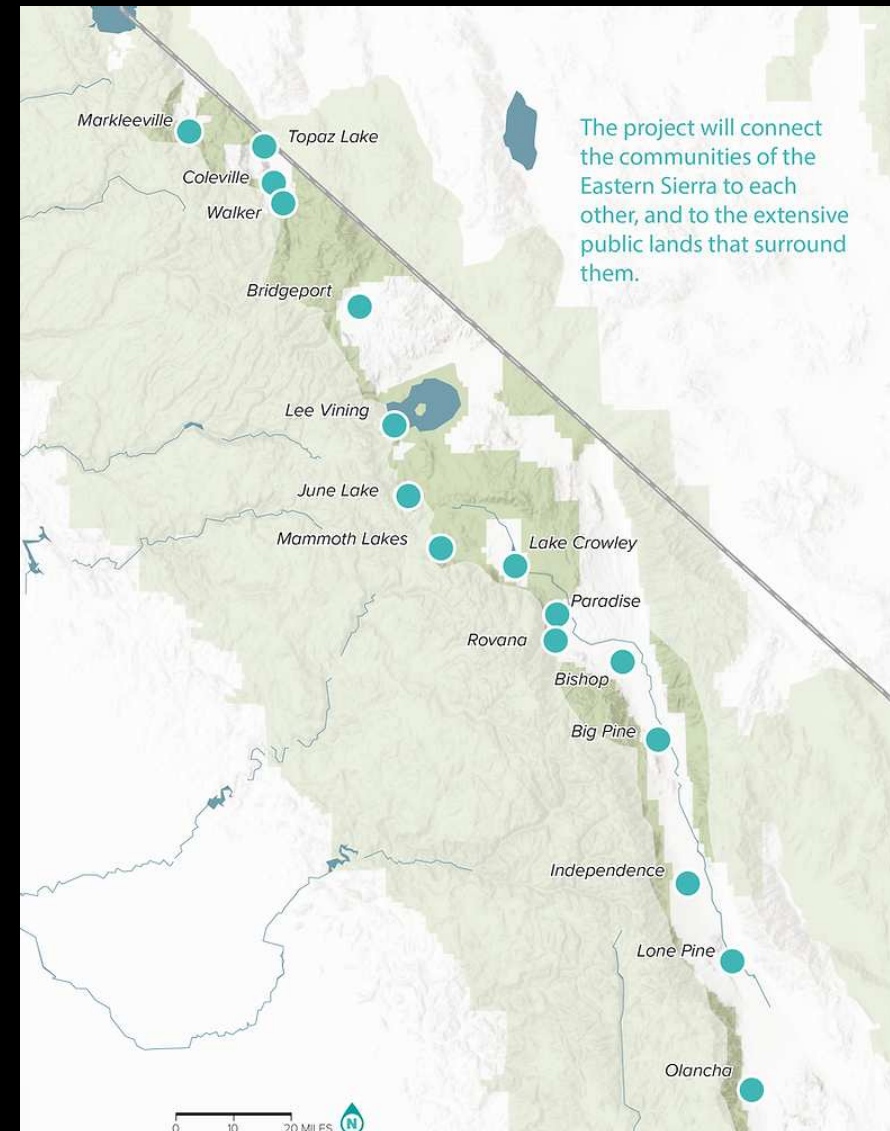 Markleeville
Topaz Lake
The project will connect
the communities of the
Eastern Sierra to each
other, and to the extensive
public lands that surround
them.
Coleville
Walker
Bridgeport
Lee Vining
June Lake
Mammoth Lakes
Lake Crowley
Paradise
Rovana
Bishop
Big Pine
Independence
Lone Pine
Olancha
0 10 20 MILES N